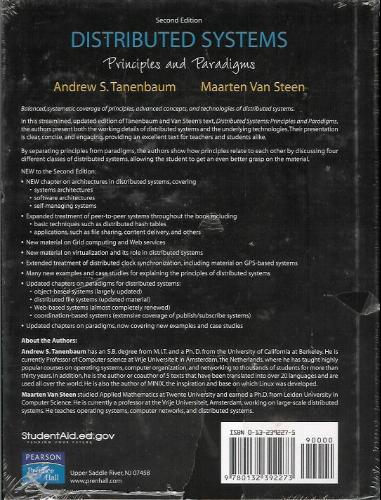 Second Edition
DISTRIBUTED SYSTEMS
Principles and Paradigms
Andrew S. Tanenbaum Maarten Van Steen
Balanced, systematic coverage of principles, advanced concepts, and technologies of distributed systems.
In this streamlined, updated edition of Tanenbaum and Van Steen's text, Distributed Systems: Principles and Paradigms,
the authors present both the working details of distributed systems and the underlying technologies. Their presentation
is clear, concise, and engaging, providing an excellent text for teachers and students alike.
By separating principles from paradigms, the authors show how principles relate to each other by discussing four
different classes of distributed systems, allowing the student to get an even better grasp on the material.
NEW to the Second Edition:
• NEW chapter on architectures in distributed systems, covering
• systems architectures
• software architectures
• self-managing systems
• Expanded treatment of peer-to-peer systems throughout the book including
• basic techniques such as distributed hash tables
• applications, such as file sharing, content delivery, and others
• New material on Grid computing and Web services
• New material on virtualization and its role in distributed systems
• Extended treatment of distributed clock synchronization, including material on GPS-based systems
• Many new examples and case studies for explaining the principles of distributed systems
• Updated chapters on paradigms for distributed systems:
• object-based systems (largely updated)
• distributed file systems (updated material)
• Web-based systems (almost completely renewed)
• coordination-based systems (extensive coverage of publish/subscribe systems)
• Updated chapters on paradigms, now covering new examples and case studies
About the Authors:
Andrew S. Tanenbaum has an S.B. degree from M.I.T. and a Ph.D. from the University of California at Berkeley. He is
currently Professor of Computer science at Vrije Universiteit in Amsterdam, the Netherlands, where he has taught highly
popular courses on operating systems, computer organization, and networking to thousands of students for more than
thirty years. In addition, he is the author or coauthor of 5 texts that have been translated into over 20 languages and are
used all over the world. He is also the author of MINIX, the inspiration and base on which Linux was developed.
Maarten Van Steen studied Applied Mathematics at Twente University and earned a Ph.D. from Leiden University in
Computer Science. He is currently a professor at the Vrije Universiteit, Amsterdam, working on large-scale distributed
systems. He teaches operating systems, computer networks, and distributed systems.
StudentAid.ed.gov
FUNDING YOUR FUTURE.
PEARSON
Prentice
Hall
Upper Saddle River, NJ 07458
www.prenhall.com
ISBN 0-13-239227-5
90000
9 780132 392273